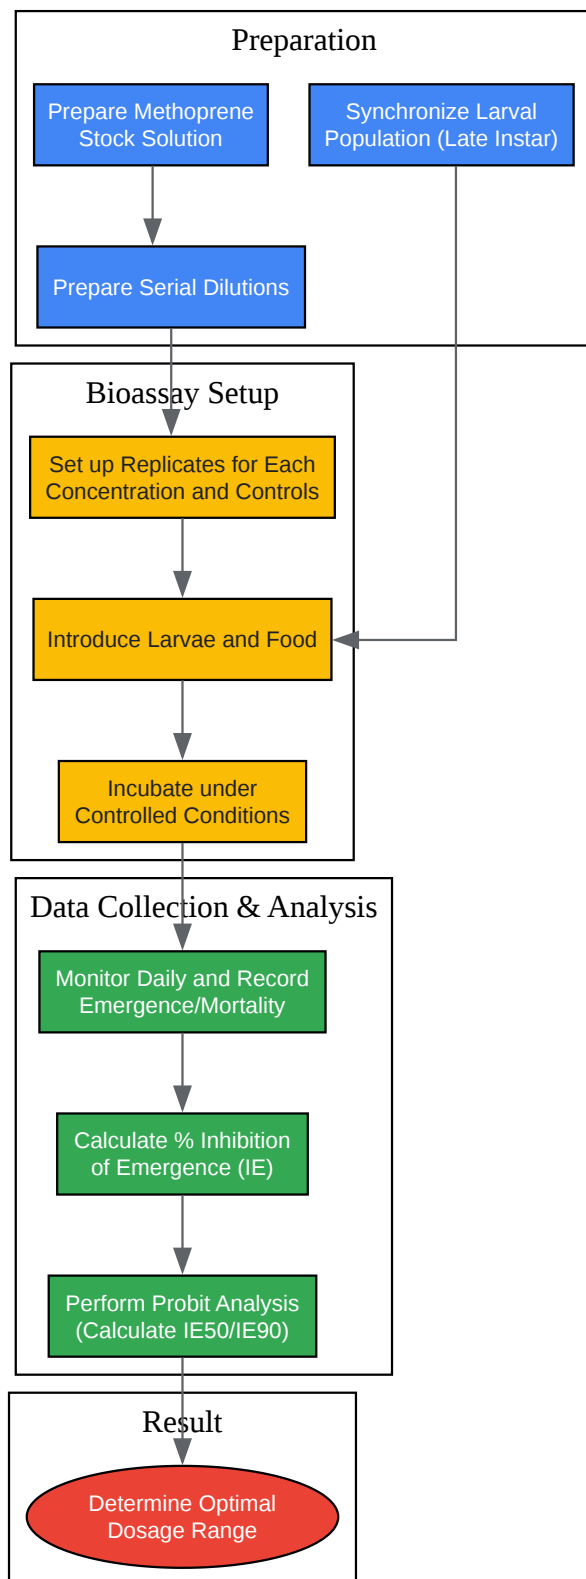 Preparation
Prepare Methoprene
Stock Solution
Synchronize Larval
Population (Late Instar)
Prepare Serial Dilutions
Bioassay Setup
Set up Replicates for Each
Concentration and Controls
Introduce Larvae and Food
Incubate under
Controlled Conditions
Data Collection & Analysis
Monitor Daily and Record
Emergence/Mortality
Calculate % Inhibition
of Emergence (IE)
Perform Probit Analysis
(Calculate IE50/IE90)
Result
Determine Optimal
Dosage Range